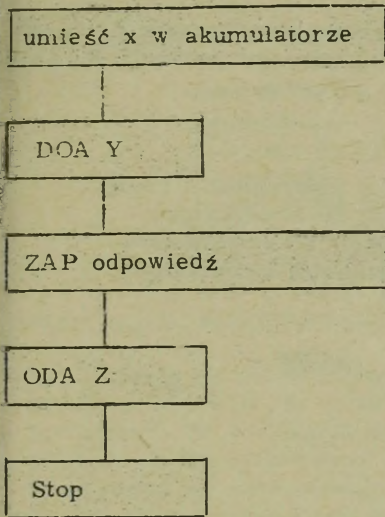 umieść x w akumulatorze
DOA Y
ZAP odpowiedź
ODA Z
Stop